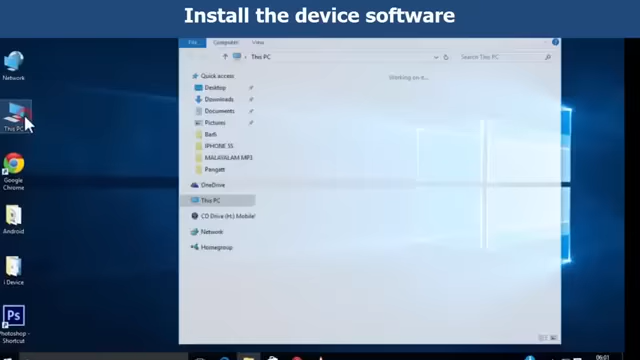 Install the device software
File
Computer
View
This PC
Search This PC
Working on it...
Quick access
Desktop
Downloads
Documents
Pictures
IPHONE 5S
MALAYALAM MP3
Pangatt
OneDrive
This PC
CD Drive (H:) Mobile
Network
Homegroup
Network
This PC
Google
Chrome
Android
i Device
Ps
Photoshop -
Shortcut
06:01